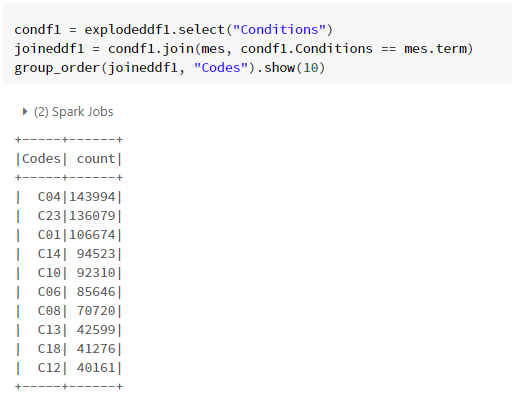 condf1 = explodeddf1.select("Conditions")
joineddf1 = condf1.join(mes, condf1.Conditions == mes.term)
group_order(joineddf1, "Codes").show(10)
(2) Spark Jobs
+-----+------+
|Codes| count|
+-----+------+
|  C04|143994|
|  C23|136079|
|  C01|106674|
|  C14| 94523|
|  C10| 92310|
|  C06| 85646|
|  C08| 70720|
|  C13| 42599|
|  C18| 41276|
|  C12| 40161|
+-----+------+